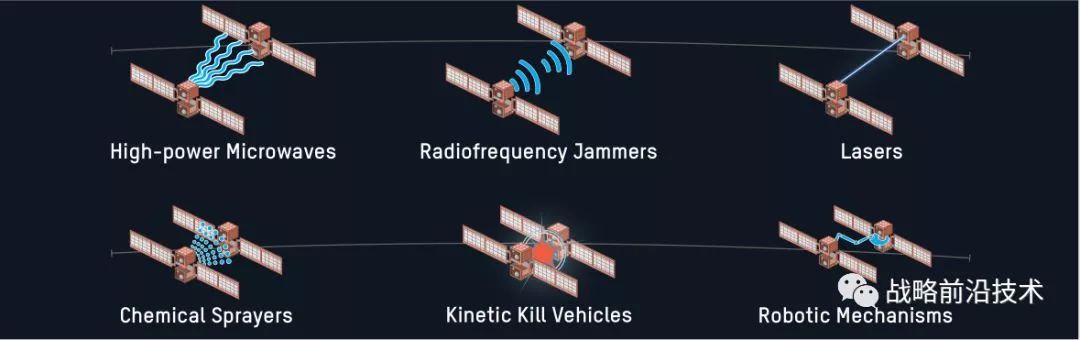 High-power Microwaves
Radiofrequency Jammers
Lasers
Chemical Sprayers
Kinetic Kill Vehicles
Robotic Mechanisms
战略前沿技术